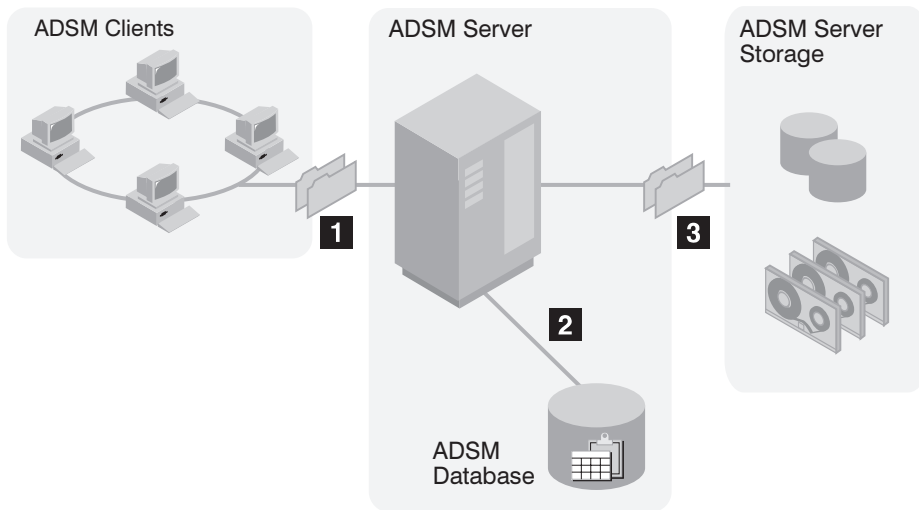 ADSM Clients
ADSM Server
ADSM Server
Storage
1
3
2
ADSM
Database